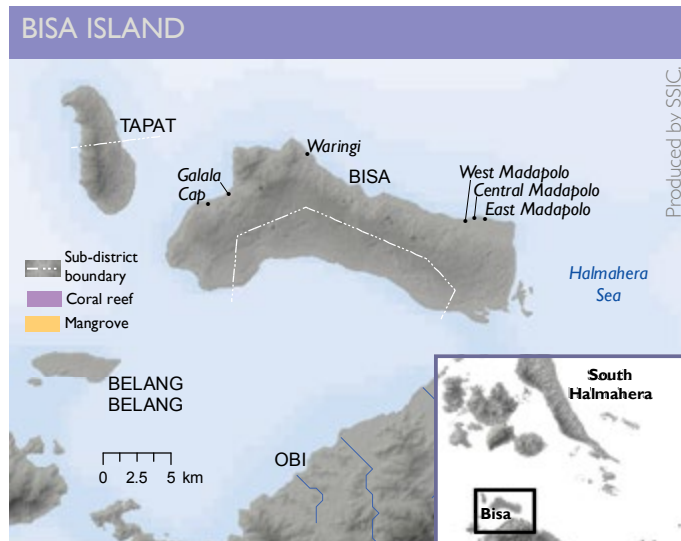 BISA ISLAND
Produced by SSIC.
TAPAT
Waringi
Galala
Cap
BISA
West Madapolo
Central Madapolo
East Madapolo
Halmahera
Sea
Sub-district
boundary
Coral reef
Mangrove
BELANG
BELANG
0 2.5 5 km
OBI
South
Halmahera
Bisa